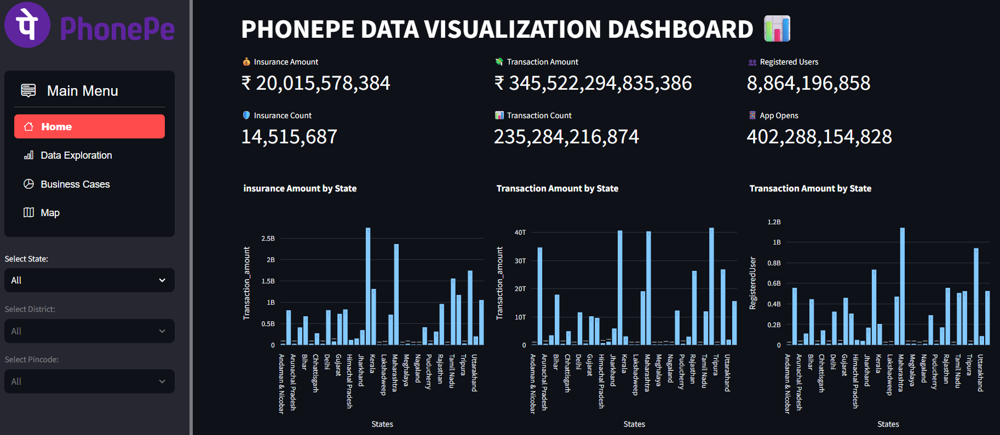 पे PhonePe
Main Menu
Home
Data Exploration
Business Cases
Map
Select State:
All
Select District:
All
Select Pincode:
All
PHONEPE DATA VISUALIZATION DASHBOARD
Insurance Amount
₹ 20,015,578,384
Transaction Amount
₹ 345,522,294,835,386
Registered Users
8,864,196,858
Insurance Count
14,515,687
Transaction Count
235,284,216,874
App Opens
402,288,154,828
insurance Amount by State
Transaction_amount
2.5B
2B
1.5B
1B
0.5B
0
Andaman & Nicobar
Arunachal Pradesh
Bihar
Chhattisgarh
Delhi
Gujarat
Himachal Pradesh
Jharkhand
Kerala
Lakshadweep
Maharashtra
Meghalaya
Nagaland
Puducherry
Rajasthan
Tamil Nadu
Tripura
Uttarakhand
States
Transaction Amount by State
Transaction_amount
40T
30T
20T
10T
0
Andaman & Nicobar
Arunachal Pradesh
Bihar
Chhattisgarh
Delhi
Gujarat
Himachal Pradesh
Jharkhand
Kerala
Lakshadweep
Maharashtra
Meghalaya
Nagaland
Puducherry
Rajasthan
Tamil Nadu
Tripura
Uttarakhand
States
Transaction Amount by State
RegisteredUser
1.2B
1B
0.8B
0.6B
0.4B
0.2B
0
Andaman & Nicobar
Arunachal Pradesh
Bihar
Chhattisgarh
Delhi
Gujarat
Himachal Pradesh
Jharkhand
Kerala
Lakshadweep
Maharashtra
Meghalaya
Nagaland
Puducherry
Rajasthan
Tamil Nadu
Tripura
Uttarakhand
States